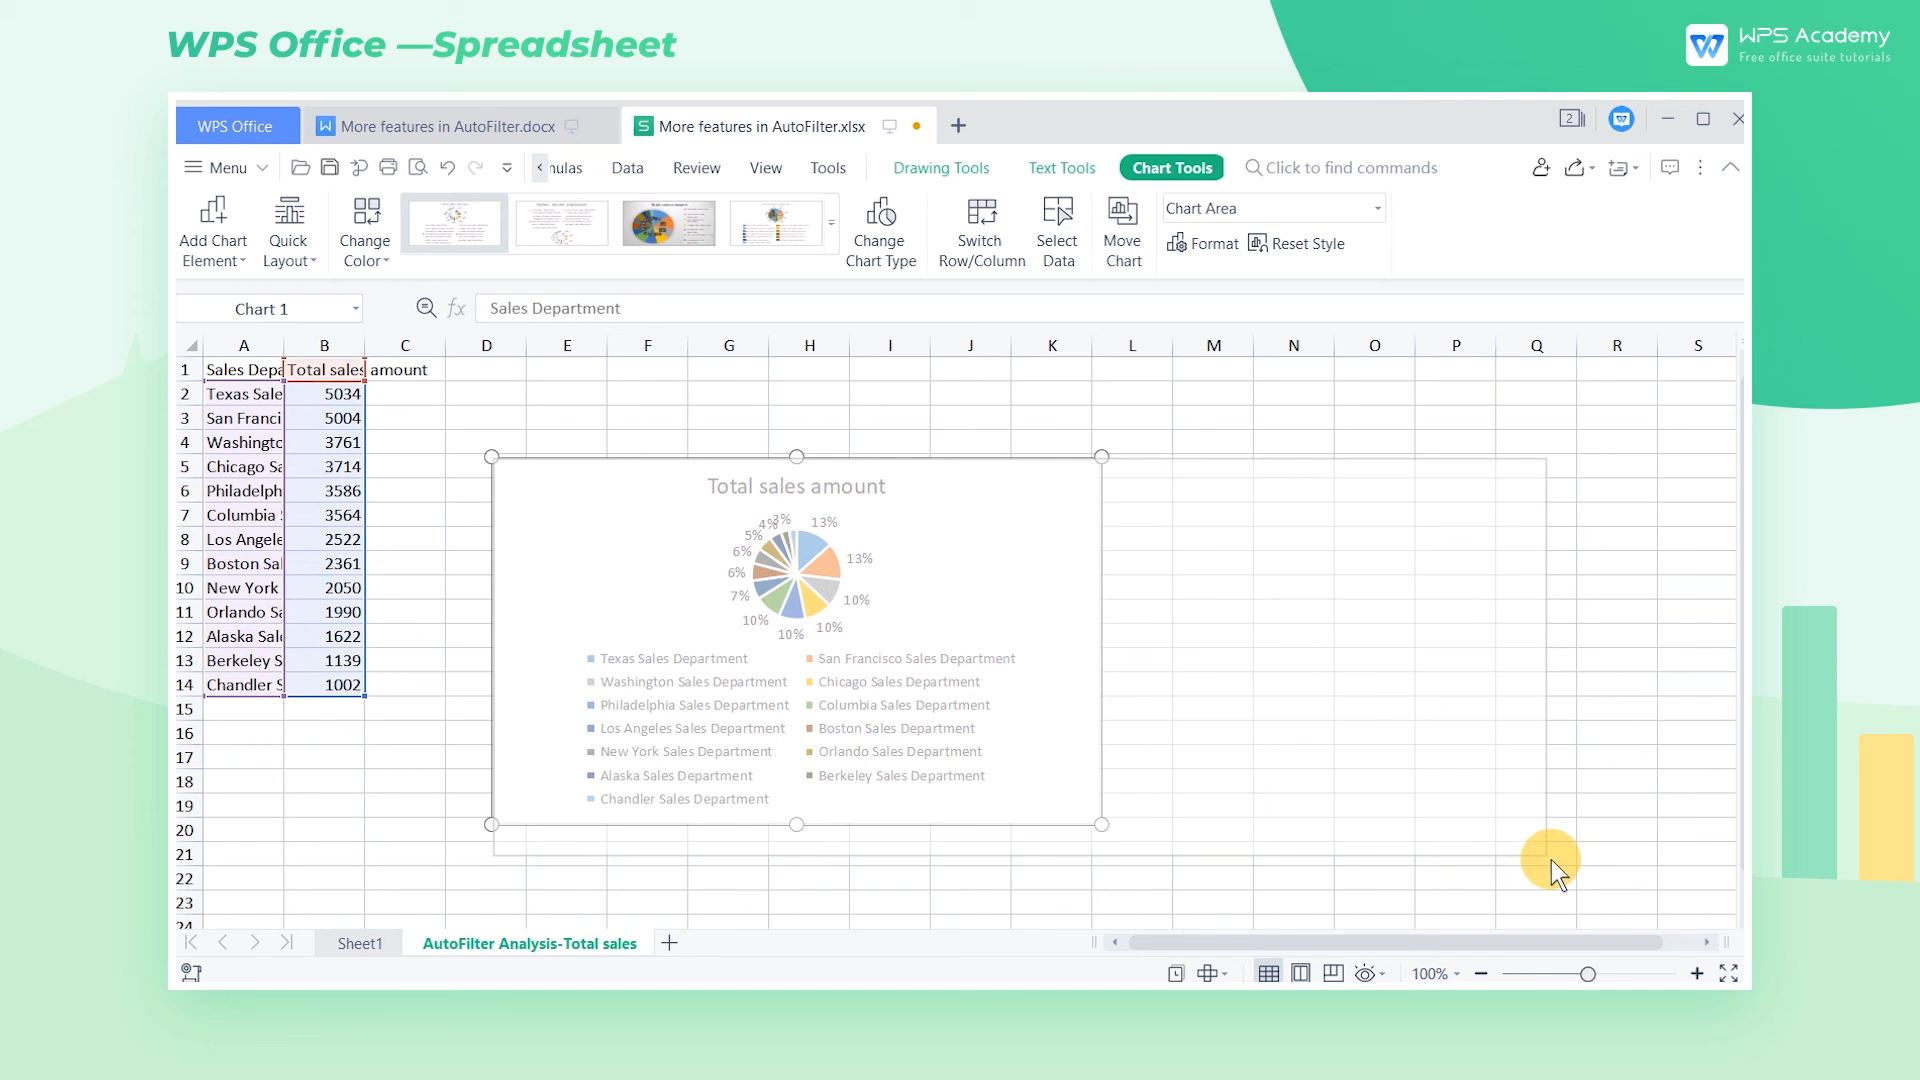 WPS Office —Spreadsheet
WPS Academy
Free office suite tutorials
WPS Office
More features in AutoFilter.docx
More features in AutoFilter.xlsx
2
Menu
mulas
Data
Review
View
Tools
Drawing Tools
Text Tools
Chart Tools
Click to find commands
Add Chart
Element
Quick
Layout
Change
Color
Change
Chart Type
Switch
Row/Column
Select
Data
Move
Chart
Chart Area
Format
Reset Style
Chart 1
fx
Sales Department
A B C D E F G H I J K L M N O P Q R S
1 Sales Depa Total sales amount
2 Texas Sale 5034
3 San Franci 5004
4 Washingto 3761
5 Chicago Sa 3714
6 Philadelph 3586
7 Columbia 3564
8 Los Angele 2522
9 Boston Sal 2361
10 New York 2050
11 Orlando Sa 1990
12 Alaska Sale 1622
13 Berkeley S 1139
14 Chandler S 1002
15
16
17
18
19
20
21
22
23
24
Total sales amount
13%
13%
10%
10%
10%
10%
7%
6%
6%
5%
4%
3%
Texas Sales Department
San Francisco Sales Department
Washington Sales Department
Chicago Sales Department
Philadelphia Sales Department
Columbia Sales Department
Los Angeles Sales Department
Boston Sales Department
New York Sales Department
Orlando Sales Department
Alaska Sales Department
Berkeley Sales Department
Chandler Sales Department
Sheet1
AutoFilter Analysis-Total sales
100%